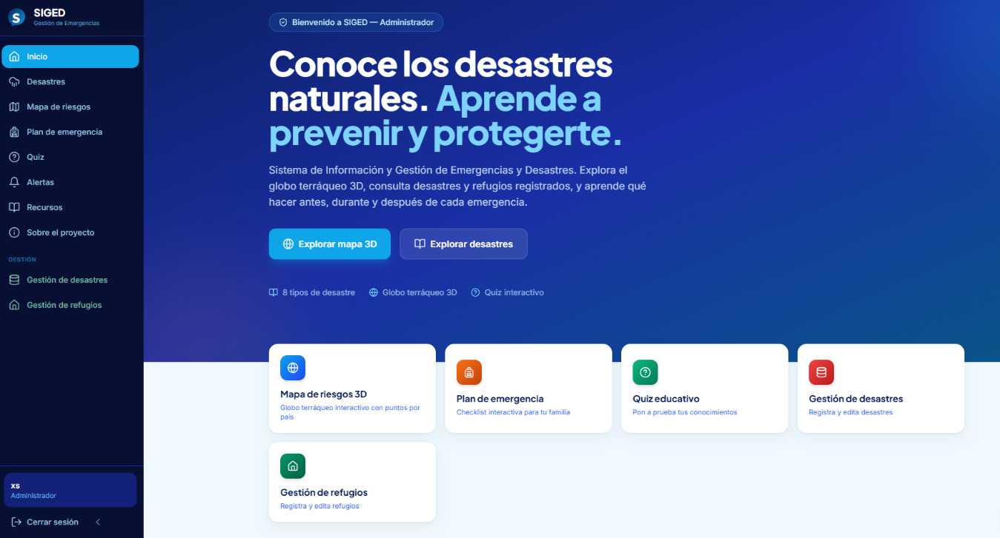 SIGED
Gestión de Emergencias
Inicio
Desastres
Mapa de riesgos
Plan de emergencia
Quiz
Alertas
Recursos
Sobre el proyecto
GESTIÓN
Gestión de desastres
Gestión de refugios
xs
Administrador
Cerrar sesión
Bienvenido a SIGED — Administrador
Conoce los desastres
naturales. Aprende a
prevenir y protegerte.
Sistema de Información y Gestión de Emergencias y Desastres. Explora el
globo terráqueo 3D, consulta desastres y refugios registrados, y aprende qué
hacer antes, durante y después de cada emergencia.
Explorar mapa 3D
Explorar desastres
8 tipos de desastre
Globo terráqueo 3D
Quiz interactivo
Mapa de riesgos 3D
Globo terráqueo interactivo con puntos por
país
Plan de emergencia
Checklist interactiva para tu familia
Quiz educativo
Pon a prueba tus conocimientos
Gestión de desastres
Registra y edita desastres
Gestión de refugios
Registra y edita refugios